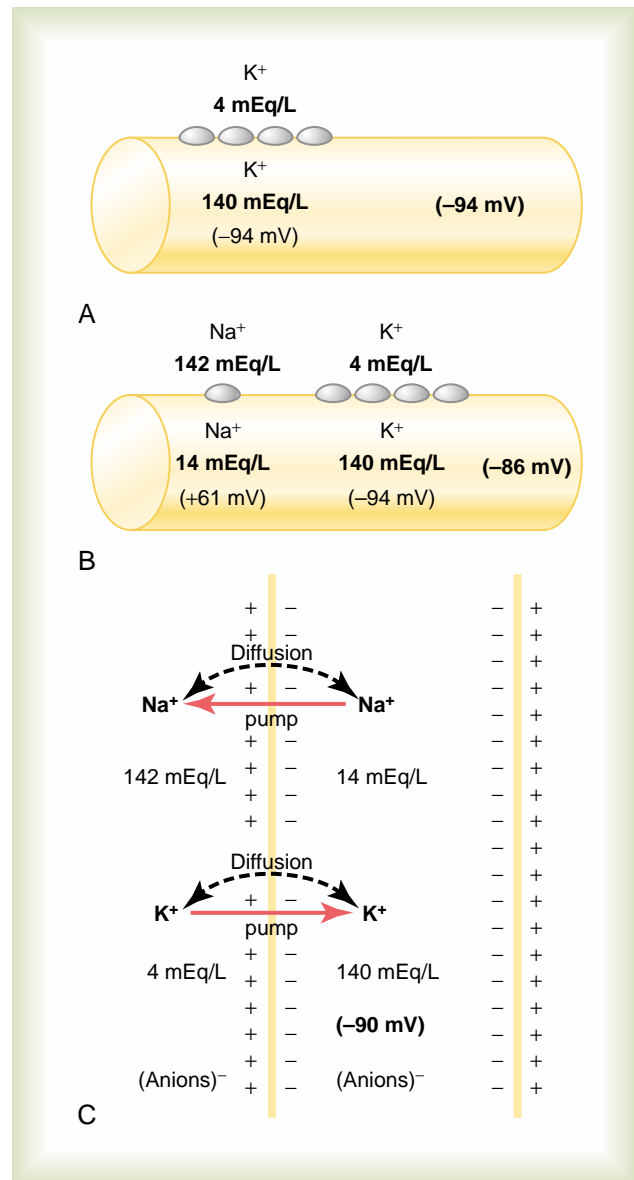 K⁺
4 mEq/L
K⁺
140 mEq/L
(–94 mV)
(–94 mV)
A
Na⁺ K⁺
142 mEq/L 4 mEq/L
Na⁺ K⁺
14 mEq/L 140 mEq/L (–86 mV)
(+61 mV) (–94 mV)
B
+ – – +
+ – – +
Diffusion – +
+ – – +
Na⁺ Na⁺ – +
pump – +
+ – – +
142 mEq/L + – 14 mEq/L – +
+ – – +
+ – – +
Diffusion – +
+ – – +
K⁺ K⁺ – +
pump – +
+ – – +
4 mEq/L + – 140 mEq/L – +
+ – – +
+ – (–90 mV) – +
+ – – +
(Anions)⁻ + – (Anions)⁻ – +
C